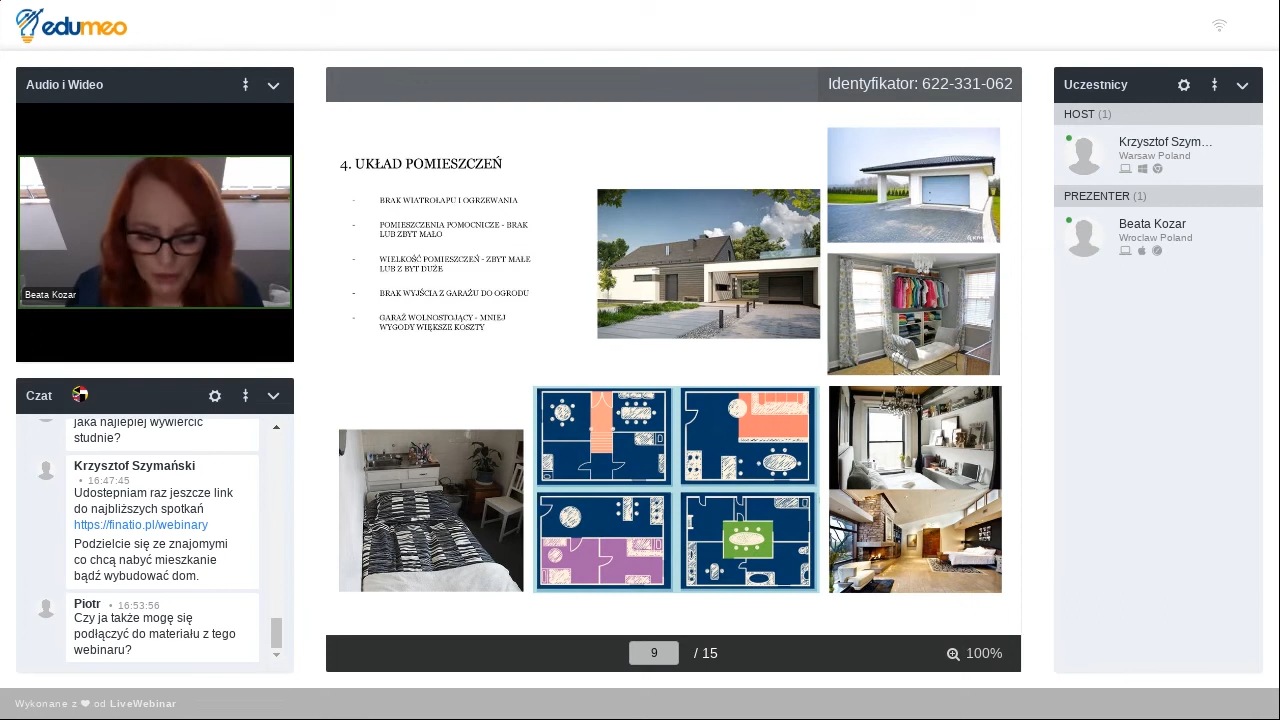 edumeo
Audio i Wideo
Beata Kozar
Czat
jaka najlepiej wywiercic
studnie?
Krzysztof Szymański
• 16:47:45
Udostepniam raz jeszcze link
do najbliższych spotkań
https://finatio.pl/webinary
Podzielcie się ze znajomymi
co chcą nabyć mieszkanie
bądź wybudować dom.
Piotr • 16:53:56
Czy ja także mogę się
podłączyć do materiału z tego
webinaru?
Identyfikator: 622-331-062
4. UKŁAD POMIESZCZEŃ
- BRAK WIATROŁAPU I OGRZEWANIA
- POMIESZCZENIA POMOCNICZE - BRAK
LUB ZBYT MAŁO
- WIELKOŚĆ POMIESZCZEŃ - ZBYT MAŁE
LUB Z BYT DUŻE
- BRAK WYJŚCIA Z GARAŻU DO OGRODU
- GARAŻ WOLNOSTOJĄCY - MNIEJ
WYGODY WIĘKSZE KOSZTY
9 / 15
100%
Uczestnicy
HOST (1)
Krzysztof Szym…
Warsaw Poland
PREZENTER (1)
Beata Kozar
Wroclaw Poland
Wykonane z ❤ od LiveWebinar